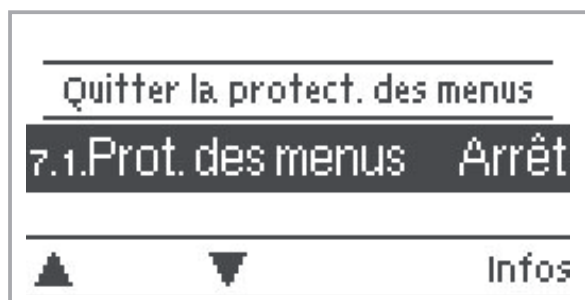 Quitter la protect. des menus
7.1.Prot. des menus Arrêt
▲ ▼ Infos